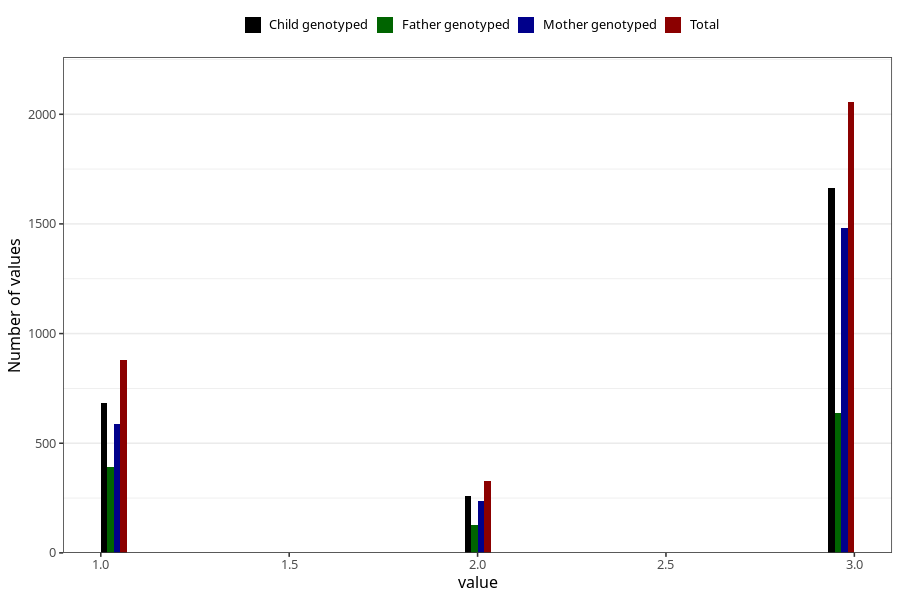 Child genotyped Father genotyped Mother genotyped Total
Number of values
2000
1500
1000
500
0
1.0 1.5 2.0 2.5 3.0
value